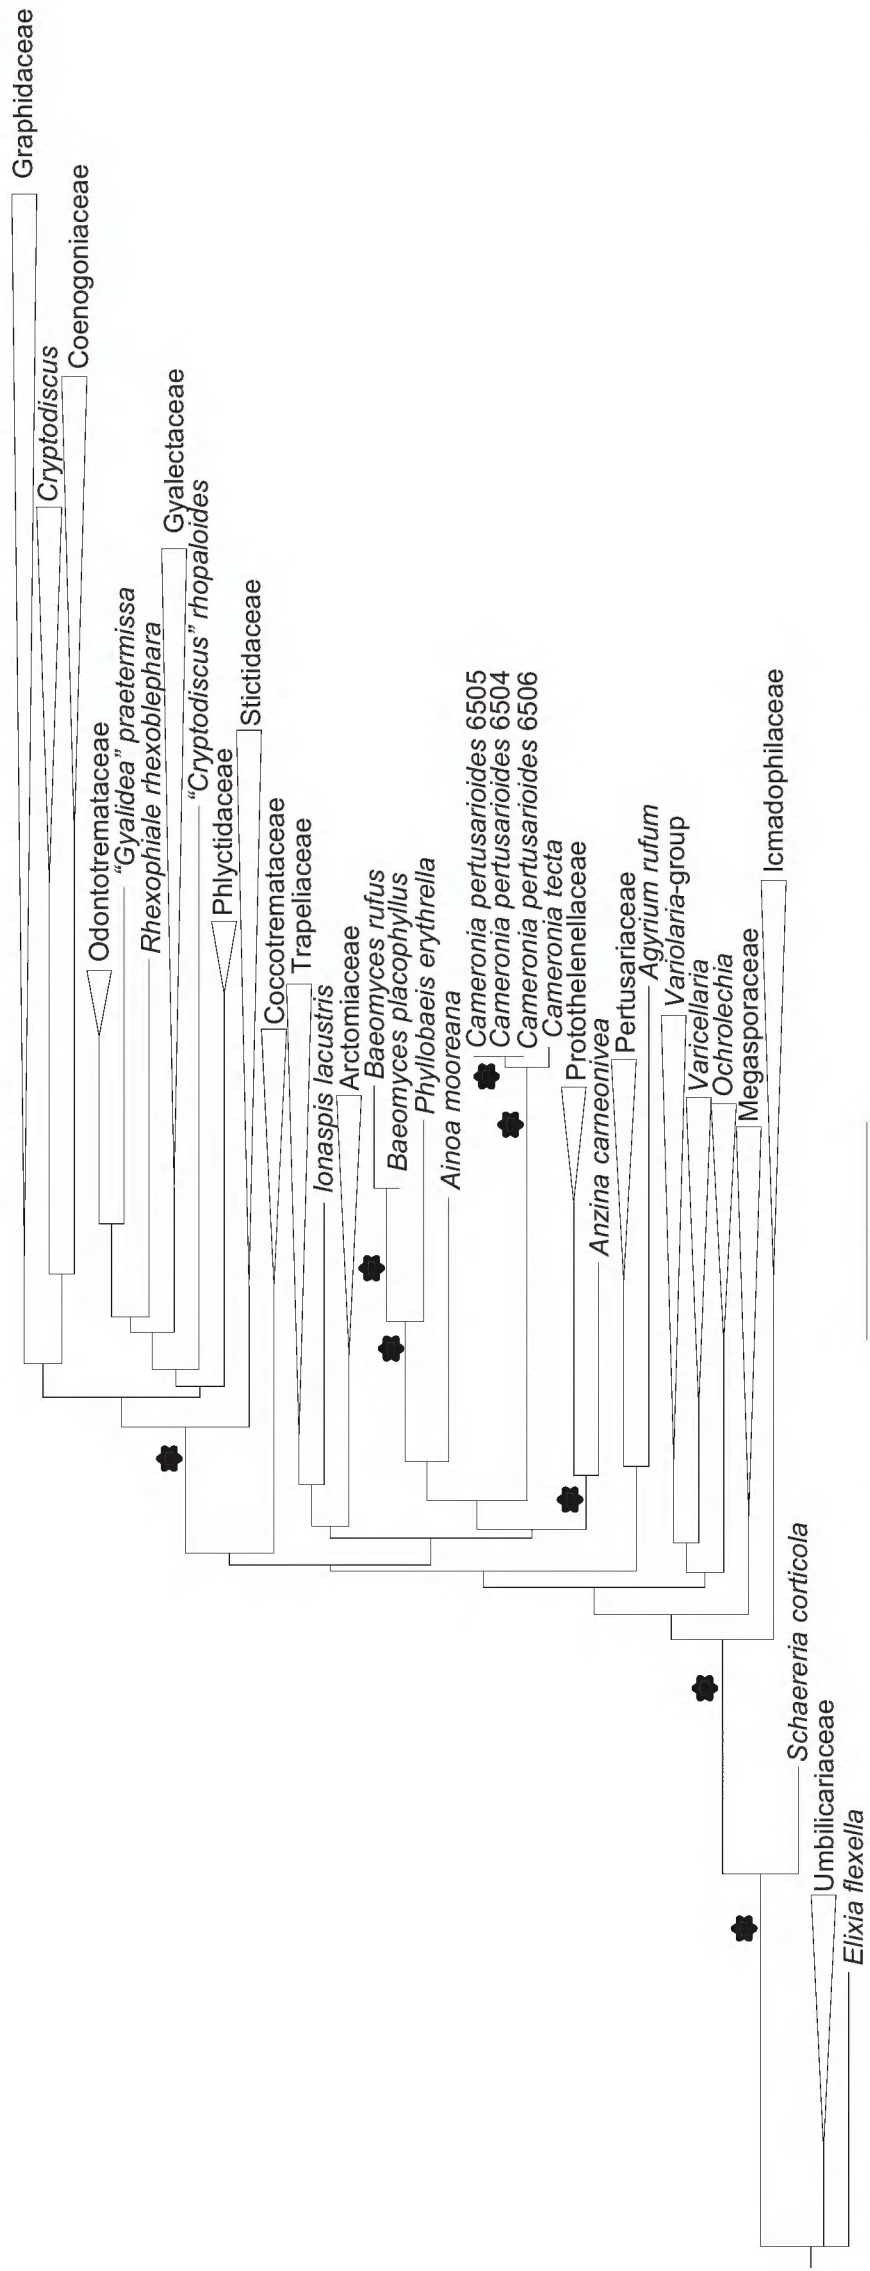 Graphidaceae
Cryptodiscus
Coenogoniaceae
Odontotremataceae
“Gyalidea” praetermissa
Rhexophiale rhexoblephara
Gyalectaceae
“Cryptodiscus” rhopaloides
Phlyctidaceae
Stictidaceae
Coccotremataceae
Trapeliaceae
Ionaspis lacustris
Arctomiaceae
Baeomyces rufus
Baeomyces placophyllus
Phyllobaeis erythrella
Ainoa mooreana
Cameronia pertusarioides 6505
Cameronia pertusarioides 6504
Cameronia pertusarioides 6506
Cameronia tecta
Protothelenellaceae
Anzina carneonivea
Pertusariaceae
Agyrium rufum
Variolaria-group
Varicellaria
Ochrolechia
Megasporaceae
Icmadophilaceae
Schaereria corticola
Umbilicariaceae
Elixia flexella